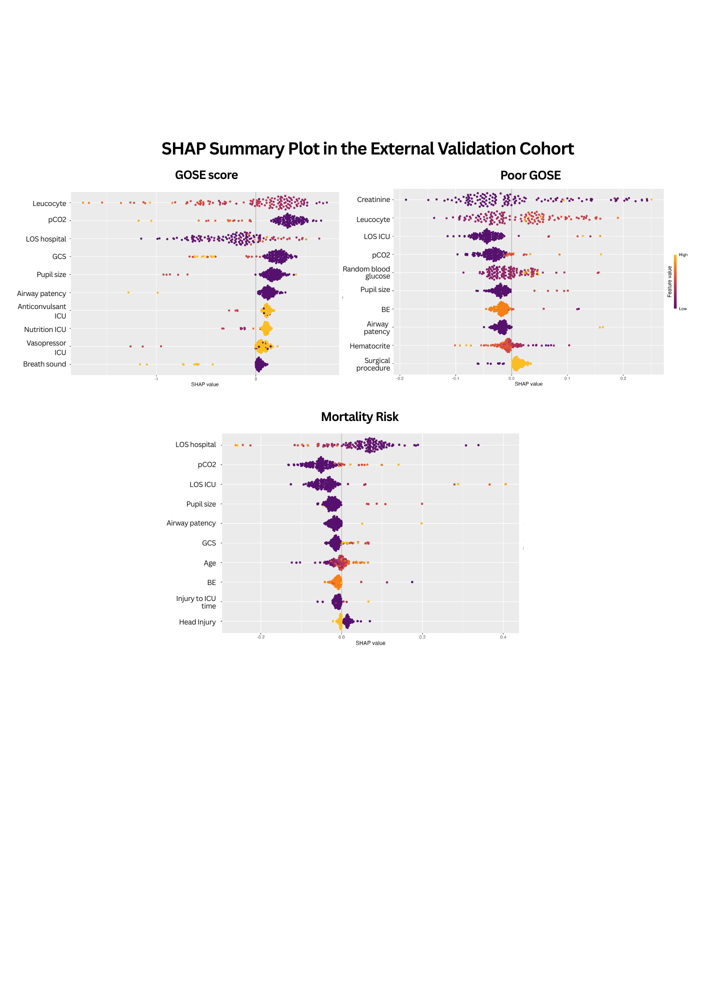 SHAP Summary Plot in the External Validation Cohort
GOSE score
Leucocyte
pCO2
LOS hospital
GCS
Pupil size
Airway patency
Anticonvulsant
ICU
Nutrition ICU
Vasopressor
ICU
Breath sound
-1
0
SHAP value
Poor GOSE
Creatinine
Leucocyte
LOS ICU
pCO2
Random blood
glucose
Pupil size
BE
Airway
patency
Hematocrite
Surgical
procedure
-0.2
-0.1
0.0
0.1
0.2
SHAP value
High
Feature value
Low
Mortality Risk
LOS hospital
pCO2
LOS ICU
Pupil size
Airway patency
GCS
Age
BE
Injury to ICU
time
Head Injury
-0.2
0.0
0.2
0.4
SHAP value